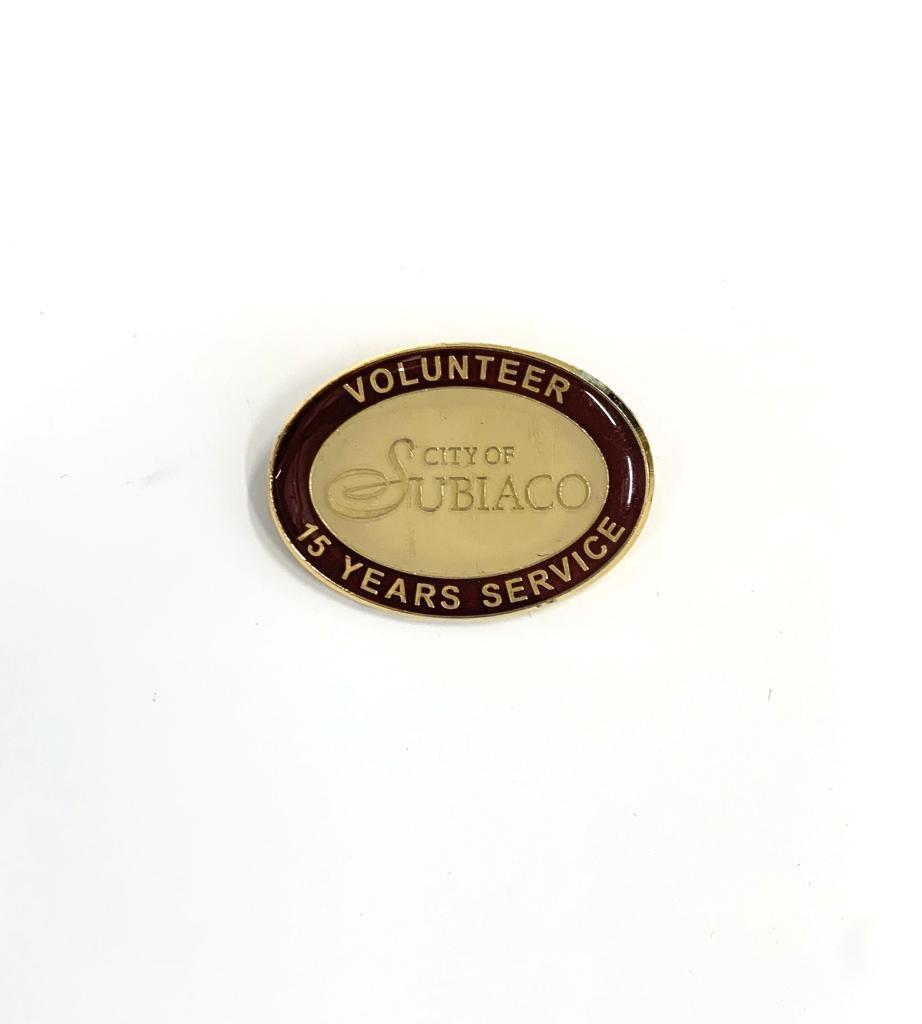 VOLUNTEER
CITY OF
SUBIACO
15 YEARS SERVICE